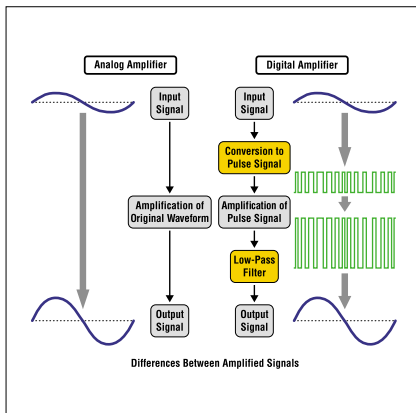 Analog Amplifier
Digital Amplifier
Input
Signal
Input
Signal
Conversion to
Pulse Signal
Amplification of
Original Waveform
Amplification of
Pulse Signal
Low-Pass
Filter
Output
Signal
Output
Signal
Differences Between Amplified Signals